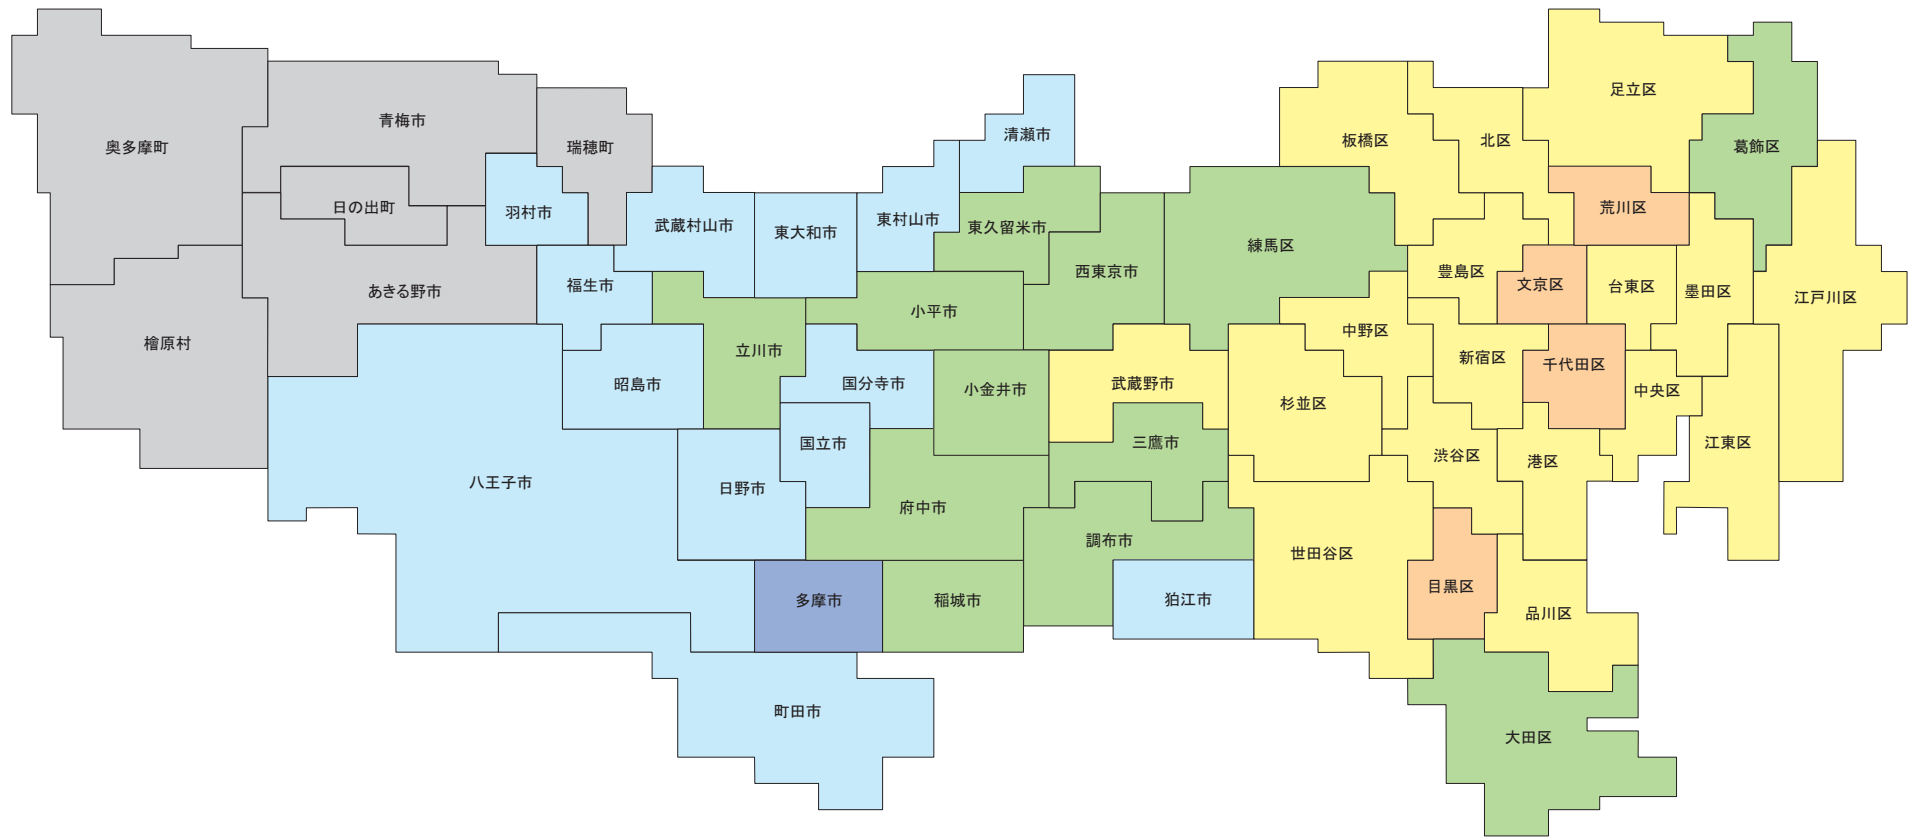 足立区
青梅市
清瀬市
板橋区
北区
葛飾区
奥多摩町
瑞穂町
日の出町
羽村市
荒川区
武蔵村山市
東大和市
東村山市
東久留米市
練馬区
西東京市
豊島区
文京区
台東区
墨田区
江戸川区
あきる野市
福生市
小平市
中野区
檜原村
立川市
新宿区
千代田区
昭島市
国分寺市
小金井市
武蔵野市
杉並区
中央区
国立市
三鷹市
渋谷区
港区
江東区
八王子市
日野市
府中市
調布市
世田谷区
多摩市
稲城市
狛江市
目黒区
品川区
町田市
大田区